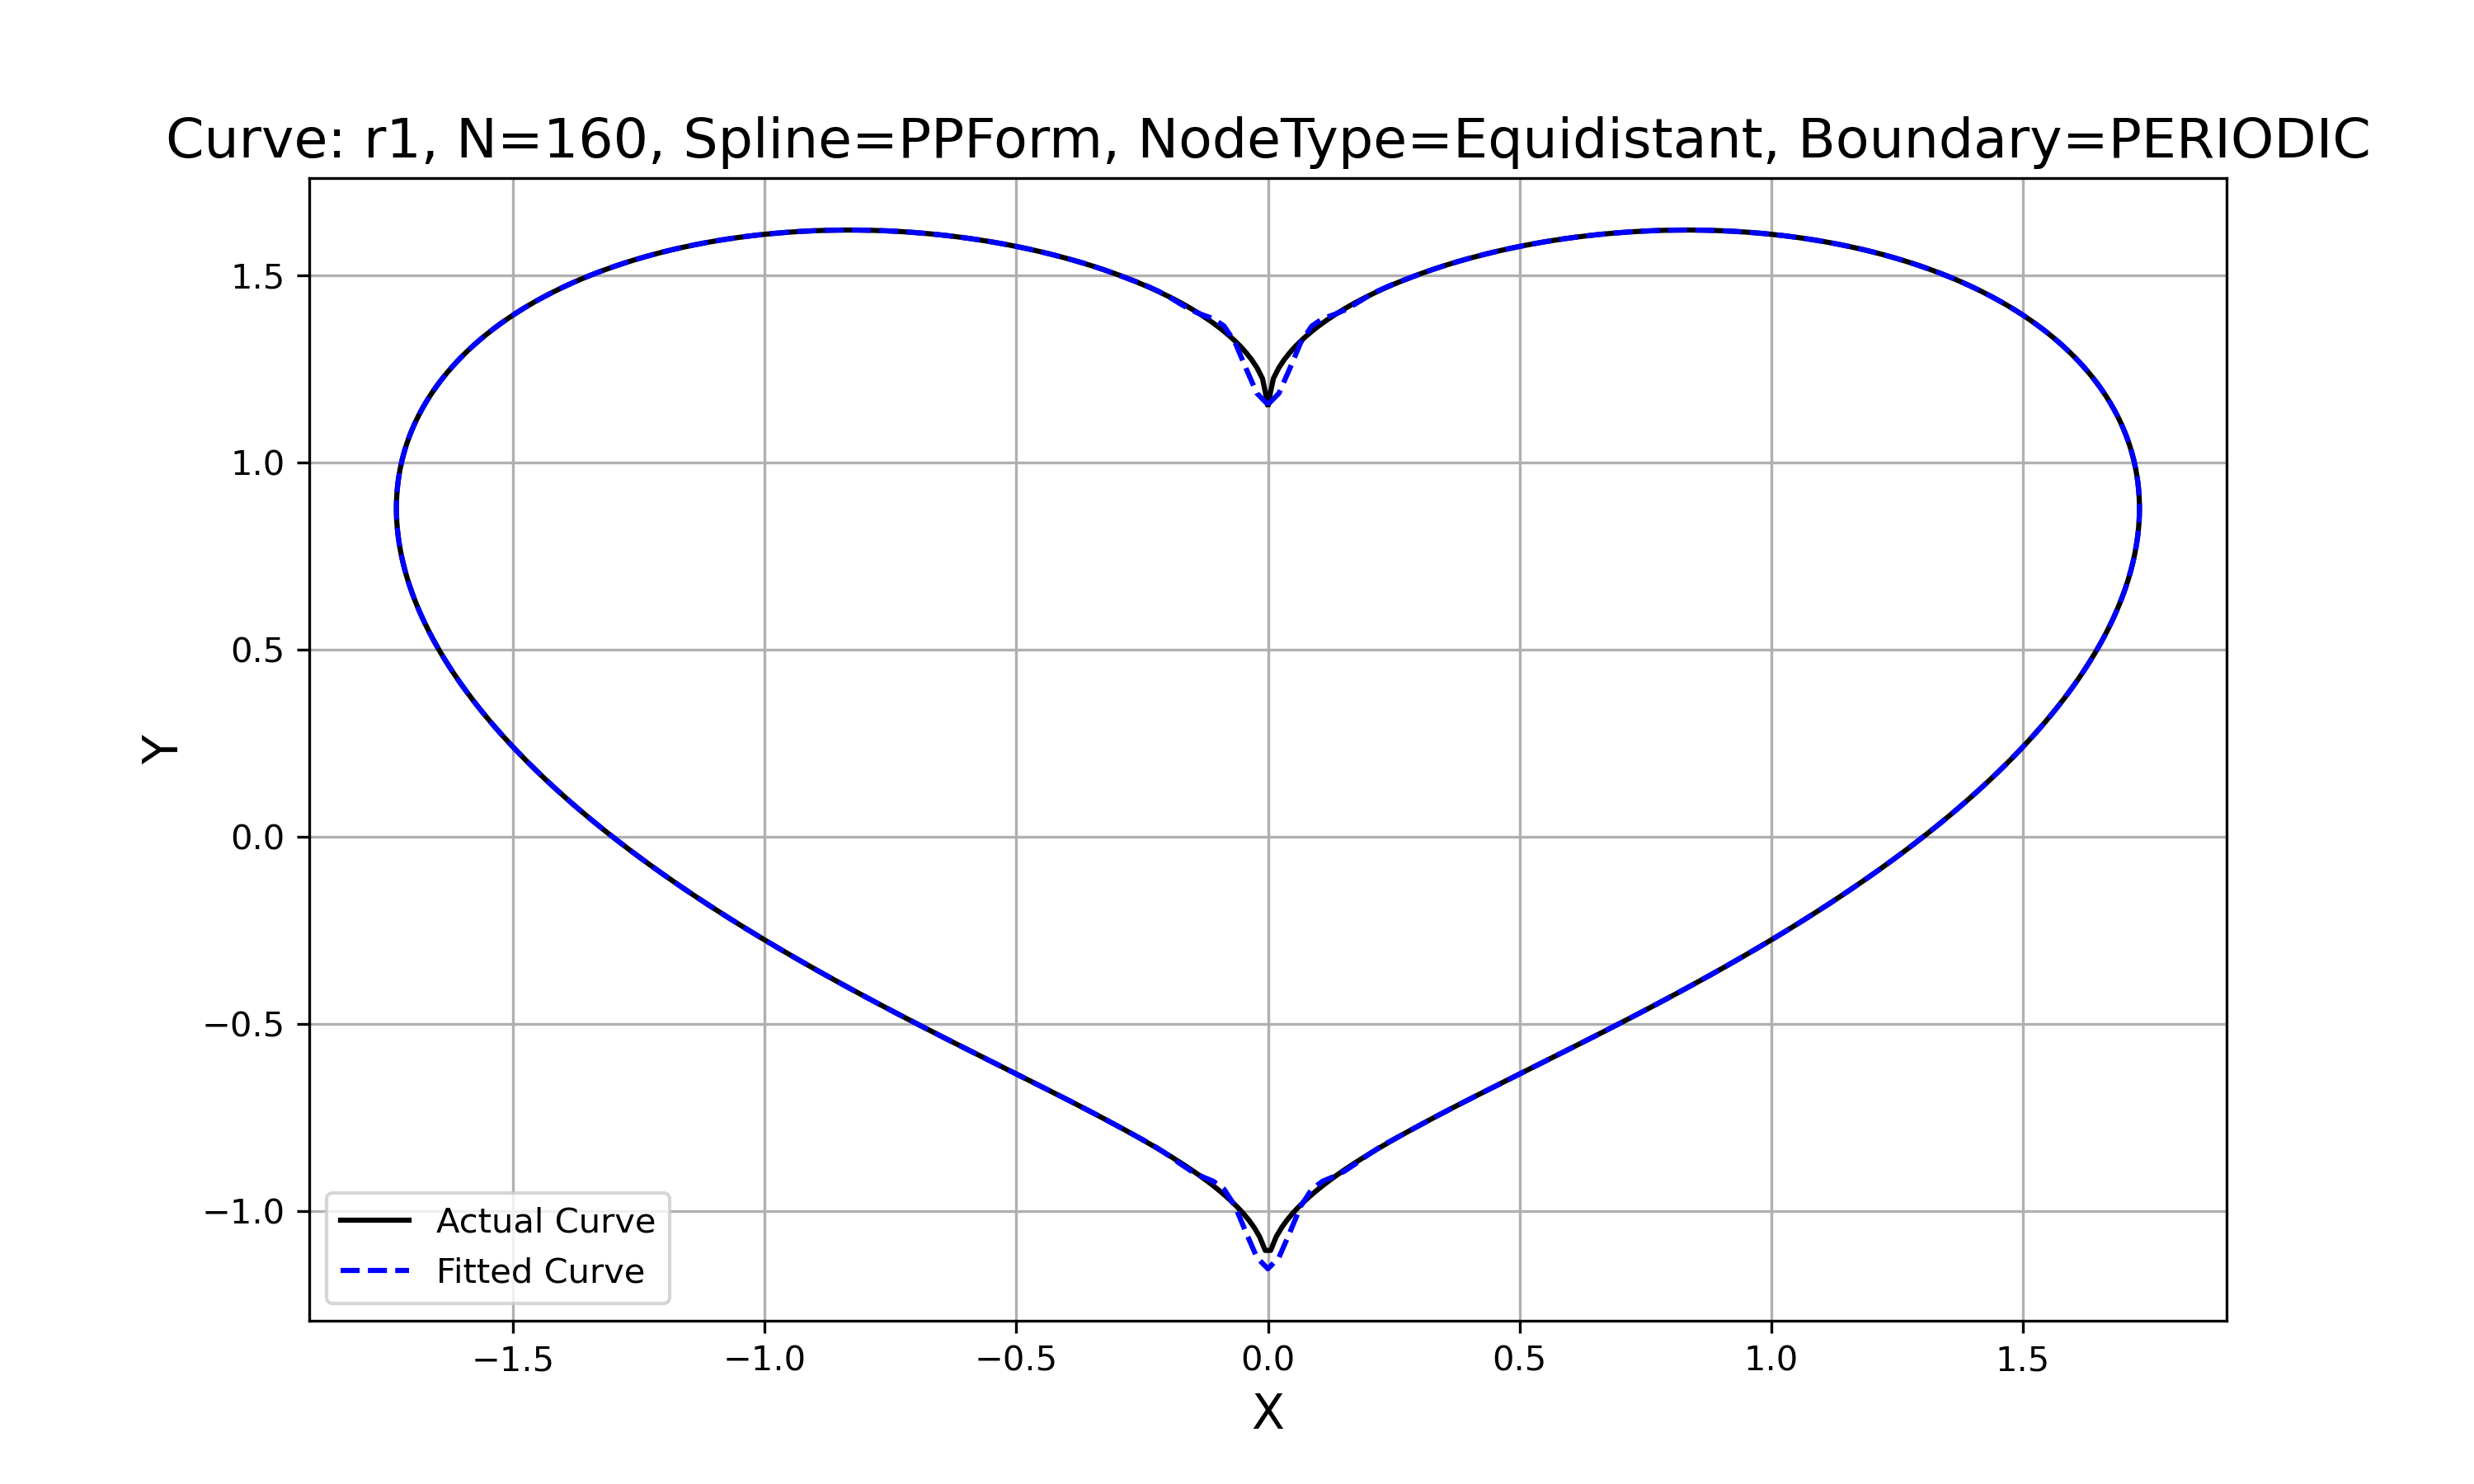 Curve: r1, N=160, Spline=PPForm, NodeType=Equidistant, Boundary=PERIODIC
1.5
1.0
0.5
0.0
−0.5
−1.0
Y
Actual Curve
Fitted Curve
−1.5
−1.0
−0.5
0.0
0.5
1.0
1.5
X